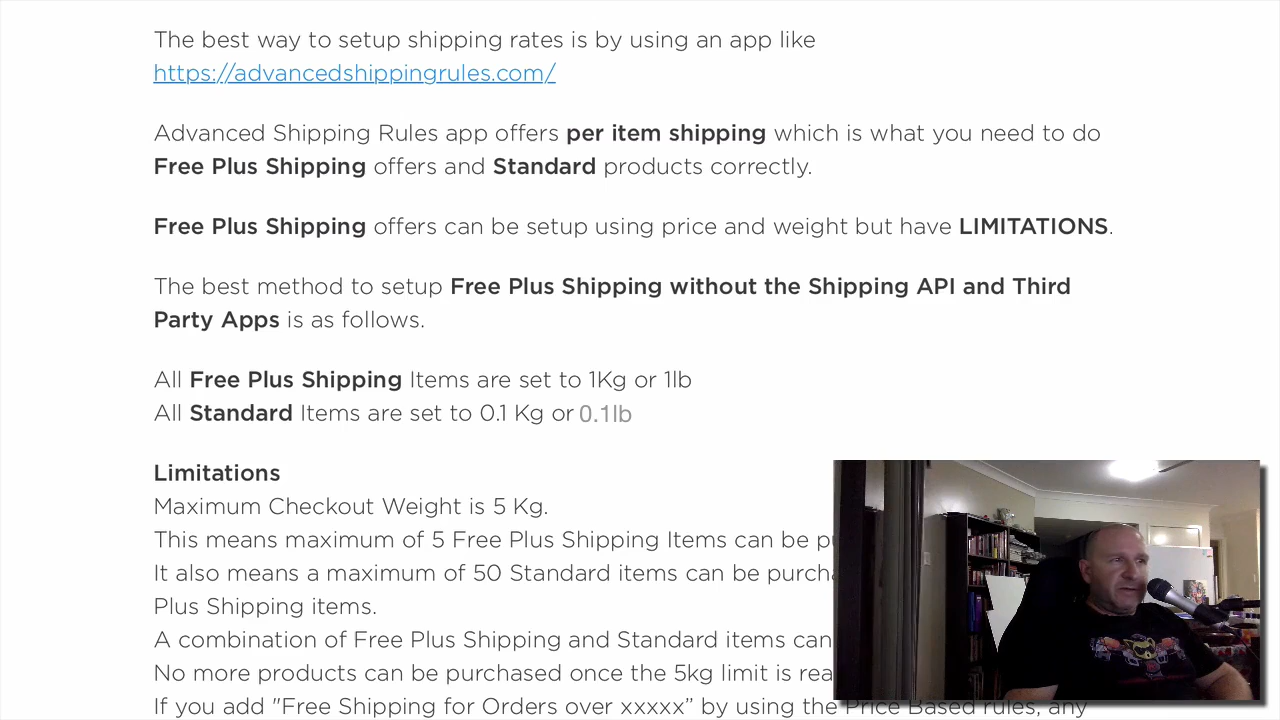 The best way to setup shipping rates is by using an app like
https://advancedshippingrules.com/
Advanced Shipping Rules app offers per item shipping which is what you need to do
Free Plus Shipping offers and Standard products correctly.
Free Plus Shipping offers can be setup using price and weight but have LIMITATIONS.
The best method to setup Free Plus Shipping without the Shipping API and Third
Party Apps is as follows.
All Free Plus Shipping Items are set to 1Kg or 1lb
All Standard Items are set to 0.1 Kg or 0.1lb
Limitations
Maximum Checkout Weight is 5 Kg.
This means maximum of 5 Free Plus Shipping Items can be
It also means a maximum of 50 Standard items can be
Plus Shipping items.
A combination of Free Plus Shipping and Standard items can
No more products can be purchased once the 5kg limit is
If you add "Free Shipping for Orders over xxxxx” by using the Price Based rules, any